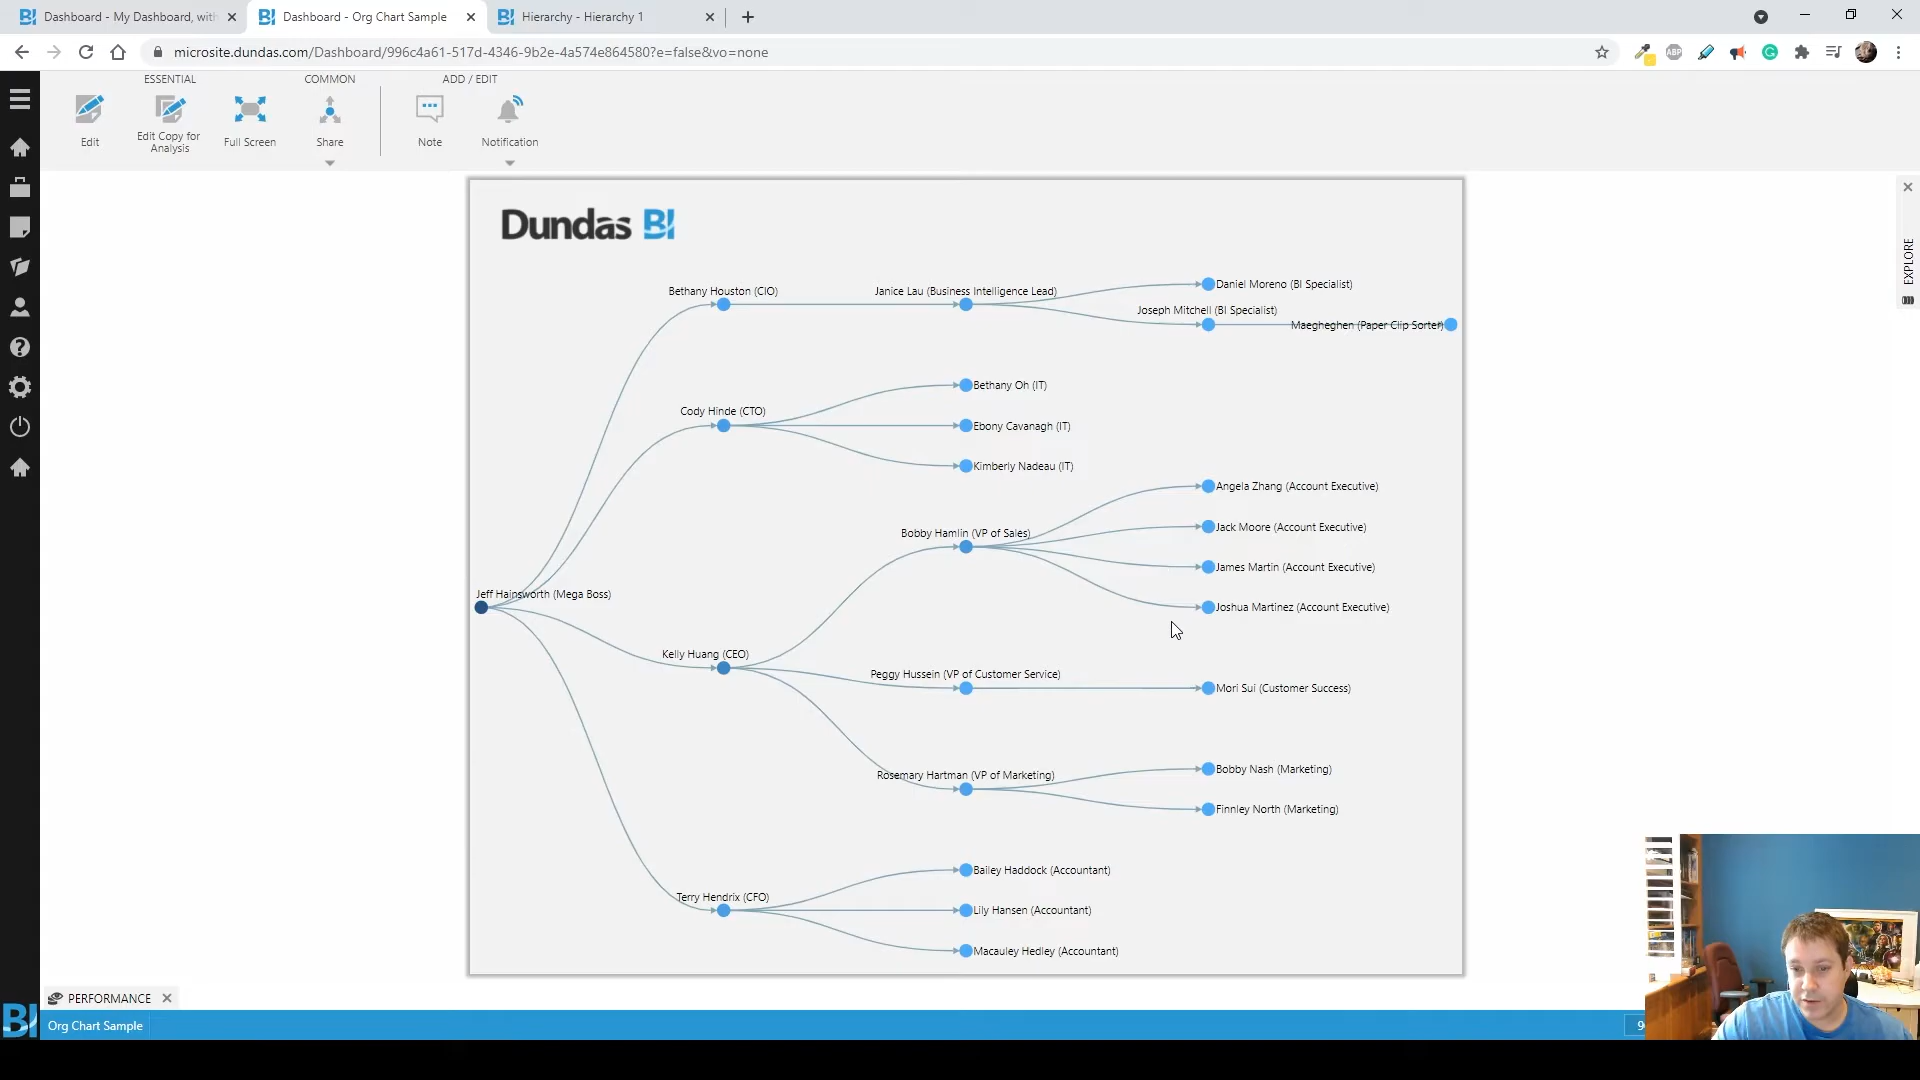 Dashboard - My Dashboard, with
Dashboard - Org Chart Sample
Hierarchy - Hierarchy 1
microsite.dundas.com/Dashboard/996c4a61-517d-4346-9b2e-4a574e864580?e=false&vo=none
ABP
ESSENTIAL
COMMON
ADD / EDIT
Edit
Edit Copy for
Analysis
Full Screen
Share
Note
Notification
EXPLORE
Dundas BI
Bethany Houston (CIO)
Janice Lau (Business Intelligence Lead)
Daniel Moreno (BI Specialist)
Joseph Mitchell (BI Specialist)
Maegheghen (Paper Clip Sorter)
Cody Hinde (CTO)
Bethany Oh (IT)
Ebony Cavanagh (IT)
Kimberly Nadeau (IT)
Jeff Hainsworth (Mega Boss)
Kelly Huang (CEO)
Bobby Hamlin (VP of Sales)
Angela Zhang (Account Executive)
Jack Moore (Account Executive)
James Martin (Account Executive)
Joshua Martinez (Account Executive)
Peggy Hussein (VP of Customer Service)
Mori Sui (Customer Success)
Rosemary Hartman (VP of Marketing)
Bobby Nash (Marketing)
Finnley North (Marketing)
Terry Hendrix (CFO)
Bailey Haddock (Accountant)
Lily Hansen (Accountant)
Macauley Hedley (Accountant)
PERFORMANCE
BI
Org Chart Sample